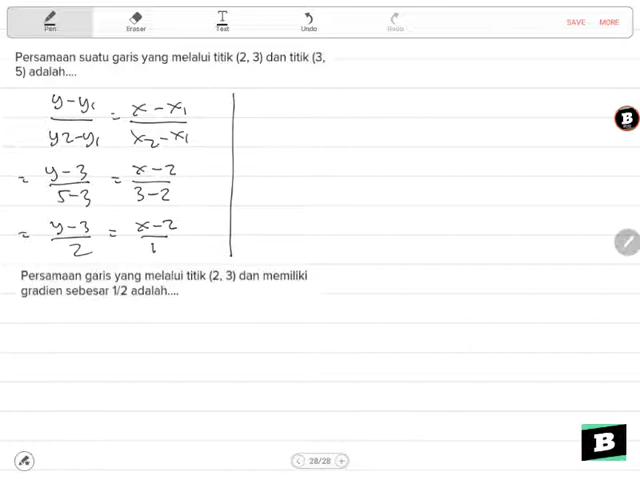 Pen Eraser Text Undo Redo SAVE MORE
Persamaan suatu garis yang melalui titik (2, 3) dan titik (3,
5) adalah....
y-y₁ / y2-y₁ = x-x₁ / x₂-x₁
= y-3 / 5-3 = x-2 / 3-2
= y-3 / 2 = x-2 / 1
Persamaan garis yang melalui titik (2, 3) dan memiliki
gradien sebesar 1/2 adalah....
28/28
B
B